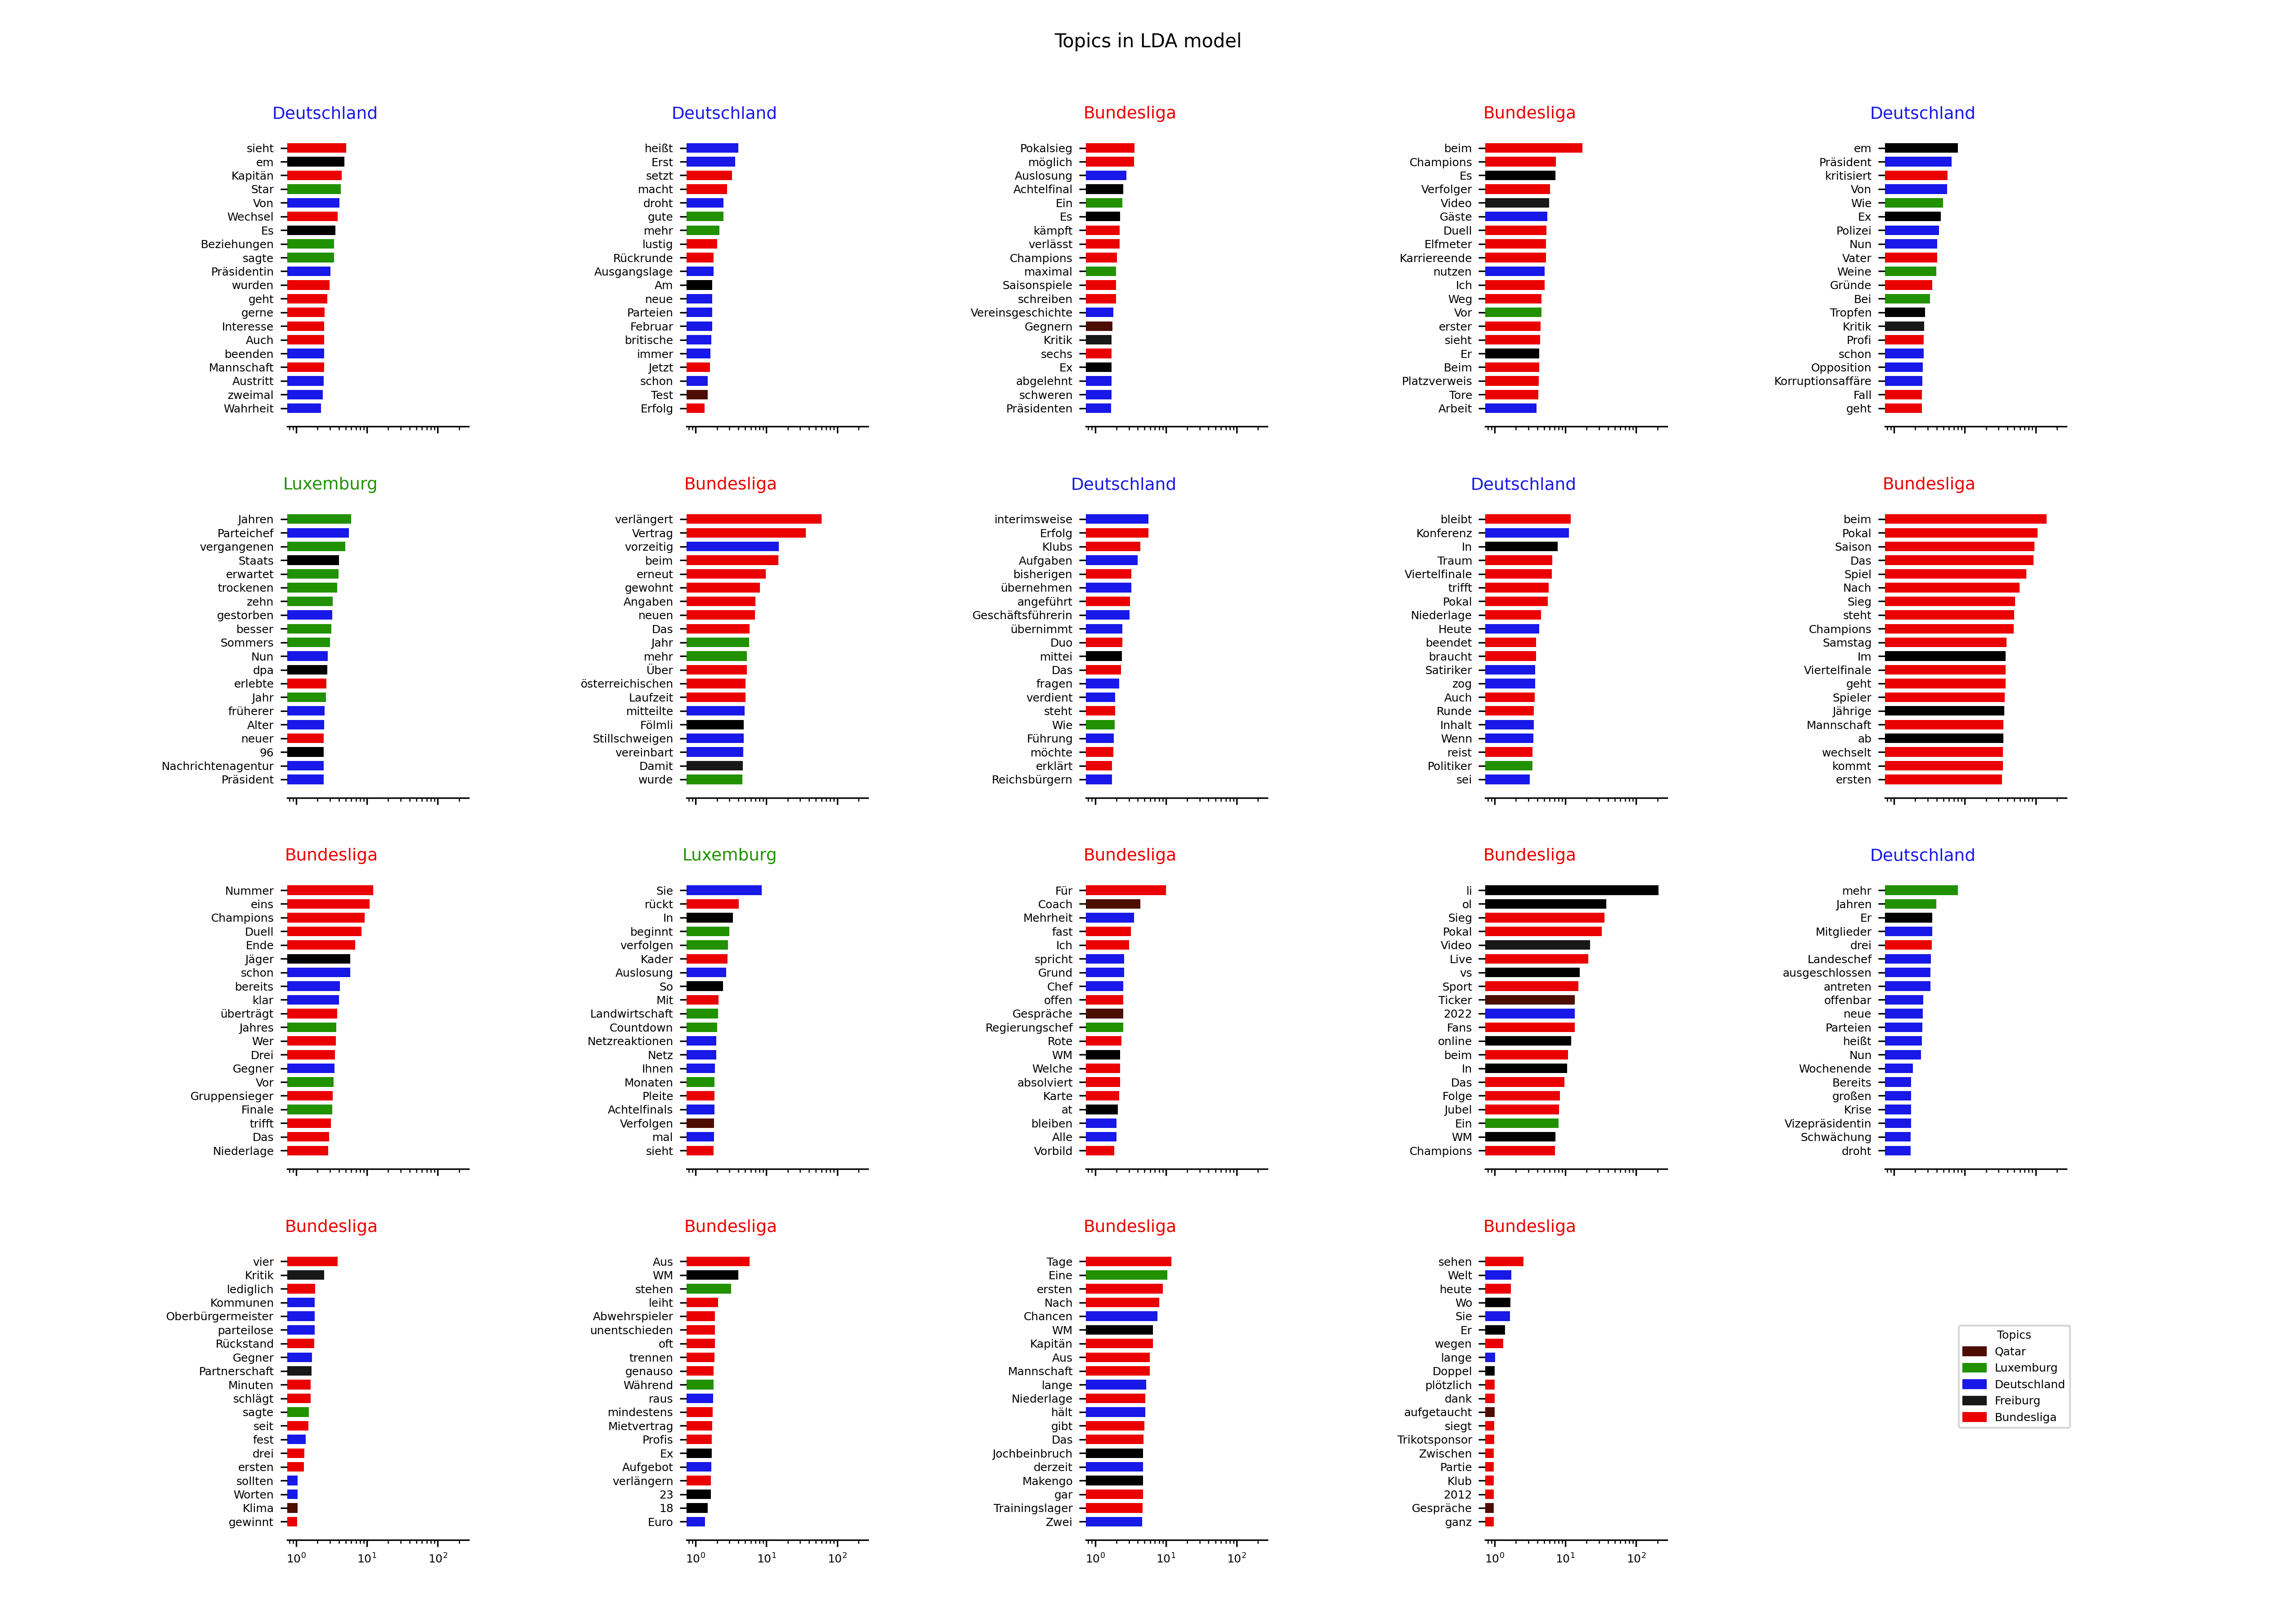 Topics in LDA model
Deutschland
sieht
em
Kapitän
Star
Von
Wechsel
Es
Beziehungen
sagte
Präsidentin
wurden
geht
gerne
Interesse
Auch
beenden
Mannschaft
Austritt
zweimal
Wahrheit
Deutschland
heißt
Erst
setzt
macht
droht
gute
mehr
lustig
Rückrunde
Ausgangslage
Am
neue
Parteien
Februar
britische
immer
Jetzt
schon
Test
Erfolg
Bundesliga
Pokalsieg
möglich
Auslosung
Achtelfinal
Ein
Es
kämpft
verlässt
Champions
maximal
Saisonspiele
schreiben
Vereinsgeschichte
Gegnern
Kritik
sechs
Ex
abgelehnt
schweren
Präsidenten
Bundesliga
beim
Champions
Es
Verfolger
Video
Gäste
Duell
Elfmeter
Karriereende
nutzen
Ich
Weg
Vor
erster
sieht
Er
Beim
Platzverweis
Tore
Arbeit
Deutschland
em
Präsident
kritisiert
Von
Wie
Ex
Polizei
Nun
Vater
Weine
Gründe
Bei
Tropfen
Kritik
Profi
schon
Opposition
Korruptionsaffäre
Fall
geht
Luxemburg
Jahren
Parteichef
vergangenen
Staats
erwartet
trockenen
zehn
gestorben
besser
Sommers
Nun
dpa
erlebte
Jahr
früherer
Alter
neuer
96
Nachrichtenagentur
Präsident
Bundesliga
verlängert
Vertrag
vorzeitig
beim
erneut
gewohnt
Angaben
neuen
Das
Jahr
mehr
Über
österreichischen
Laufzeit
mitteilte
Fölmli
Stillschweigen
vereinbart
Damit
wurde
Deutschland
interimsweise
Erfolg
Klubs
Aufgaben
bisherigen
übernehmen
angeführt
Geschäftsführerin
übernimmt
Duo
mittei
Das
fragen
verdient
steht
Wie
Führung
möchte
erklärt
Reichsbürgern
Deutschland
bleibt
Konferenz
In
Traum
Viertelfinale
trifft
Pokal
Niederlage
Heute
beendet
braucht
Satiriker
zog
Auch
Runde
Inhalt
Wenn
reist
Politiker
sei
Bundesliga
beim
Pokal
Saison
Das
Spiel
Nach
Sieg
steht
Champions
Samstag
Im
Viertelfinale
geht
Spieler
Jährige
Mannschaft
ab
wechselt
kommt
ersten
Bundesliga
Nummer
eins
Champions
Duell
Ende
Jäger
schon
bereits
klar
überträgt
Jahres
Wer
Drei
Gegner
Vor
Gruppensieger
Finale
trifft
Das
Niederlage
Luxemburg
Sie
rückt
In
beginnt
verfolgen
Kader
Auslosung
So
Mit
Landwirtschaft
Countdown
Netzreaktionen
Netz
Ihnen
Monaten
Pleite
Achtelfinals
Verfolgen
mal
sieht
Bundesliga
Für
Coach
Mehrheit
fast
Ich
spricht
Grund
Chef
offen
Gespräche
Regierungschef
Rote
WM
Welche
absolviert
Karte
at
bleiben
Alle
Vorbild
Bundesliga
li
ol
Sieg
Pokal
Video
Live
vs
Sport
Ticker
2022
Fans
online
beim
In
Das
Folge
Jubel
Ein
WM
Champions
Deutschland
mehr
Jahren
Er
Mitglieder
drei
Landeschef
ausgeschlossen
antreten
offenbar
neue
Parteien
heißt
Nun
Wochenende
Bereits
großen
Krise
Vizepräsidentin
Schwächung
droht
Bundesliga
vier
Kritik
lediglich
Kommunen
Oberbürgermeister
parteilose
Rückstand
Gegner
Partnerschaft
Minuten
schlägt
sagte
seit
fest
drei
ersten
sollten
Worten
Klima
gewinnt
10⁰ 10¹ 10²
Bundesliga
Aus
WM
stehen
leiht
Abwehrspieler
unentschieden
oft
trennen
genauso
Während
raus
mindestens
Mietvertrag
Profis
Ex
Aufgebot
verlängern
23
18
Euro
10⁰ 10¹ 10²
Bundesliga
Tage
Eine
ersten
Nach
Chancen
WM
Kapitän
Aus
Mannschaft
lange
Niederlage
hält
gibt
Das
Jochbeinbruch
derzeit
Makengo
gar
Trainingslager
Zwei
10⁰ 10¹ 10²
Bundesliga
sehen
Welt
heute
Wo
Sie
Er
wegen
lange
Doppel
plötzlich
dank
aufgetaucht
siegt
Trikotsponsor
Zwischen
Partie
Klub
2012
Gespräche
ganz
10⁰ 10¹ 10²
Topics
Qatar
Luxemburg
Deutschland
Freiburg
Bundesliga